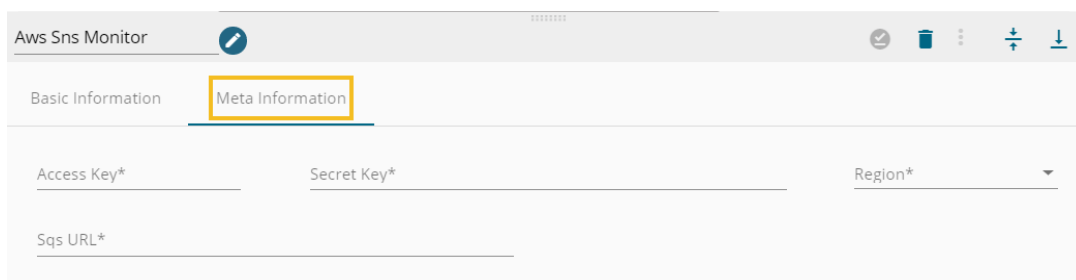 Aws Sns Monitor
Basic Information Meta Information
Access Key* Secret Key* Region*
Sqs URL*